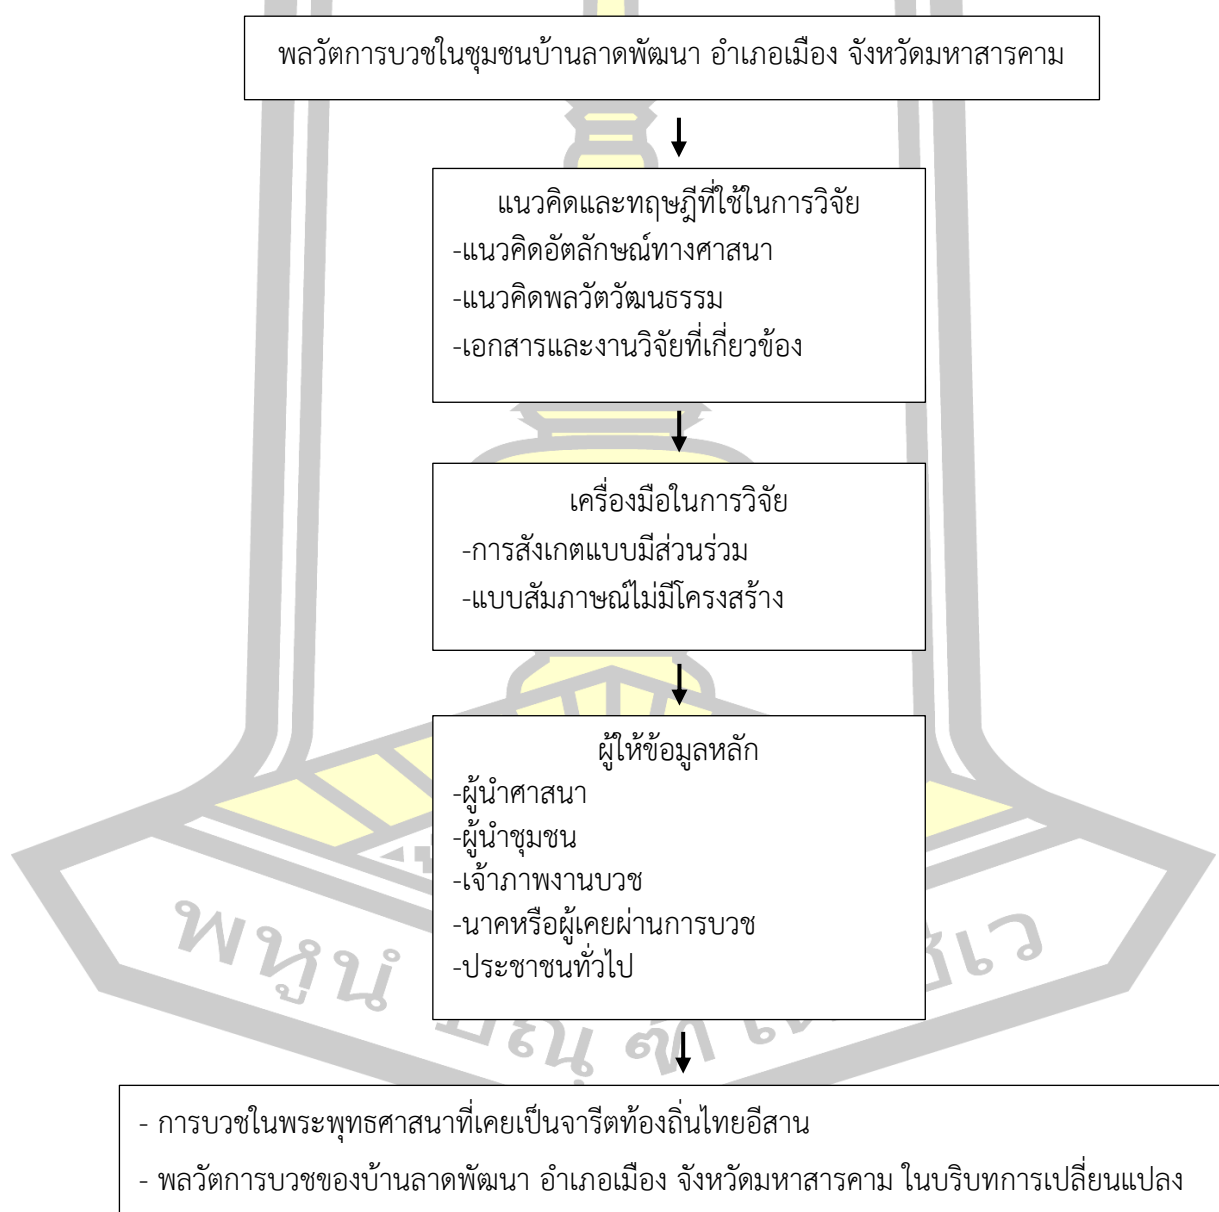 พลวัตการบวชในชุมชนบ้านลาดพัฒนา อำเภอเมือง จังหวัดมหาสารคาม
แนวคิดและทฤษฎีที่ใช้ในการวิจัย
-แนวคิดอัตลักษณ์ทางศาสนา
-แนวคิดพลวัตวัฒนธรรม
-เอกสารและงานวิจัยที่เกี่ยวข้อง
เครื่องมือในการวิจัย
-การสังเกตแบบมีส่วนร่วม
-แบบสัมภาษณ์ไม่มีโครงสร้าง
ผู้ให้ข้อมูลหลัก
-ผู้นำศาสนา
-ผู้นำชุมชน
-เจ้าภาพงานบวช
-นาคหรือผู้เคยผ่านการบวช
-ประชาชนทั่วไป
พหูนํ
- การบวชในพระพุทธศาสนาที่เคยเป็นจารีตท้องถิ่นไทยอีสาน
- พลวัตการบวชของบ้านลาดพัฒนา อำเภอเมือง จังหวัดมหาสารคาม ในบริบทการเปลี่ยนแปลง